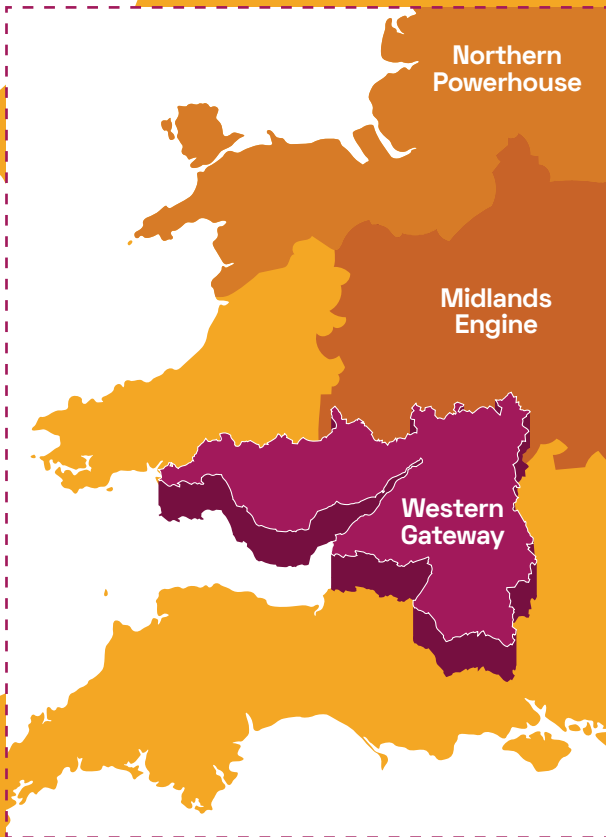 Northern
Powerhouse
Midlands
Engine
Western
Gateway